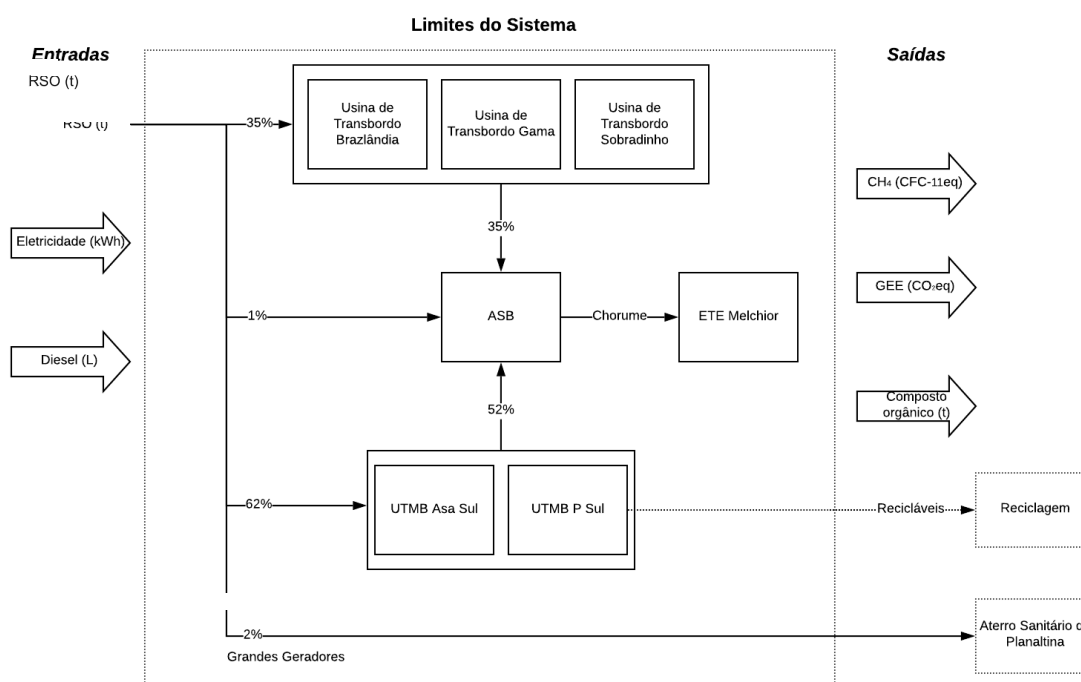 Limites do Sistema
Entradas
Saídas
RSO (t)
RSO (t)
35%
Usina de
Transbordo
Brazlândia
Usina de
Transbordo Gama
Usina de
Transbordo
Sobradinho
CH₄ (CFC-11eq)
35%
Eletricidade (kWh)
GEE (CO₂eq)
1%
ASB
Chorume
ETE Melchior
Diesel (L)
52%
Composto
orgânico (t)
62%
UTMB Asa Sul
UTMB P Sul
Recicláveis
Reciclagem
2%
Grandes Geradores
Aterro Sanitário
Planaltina